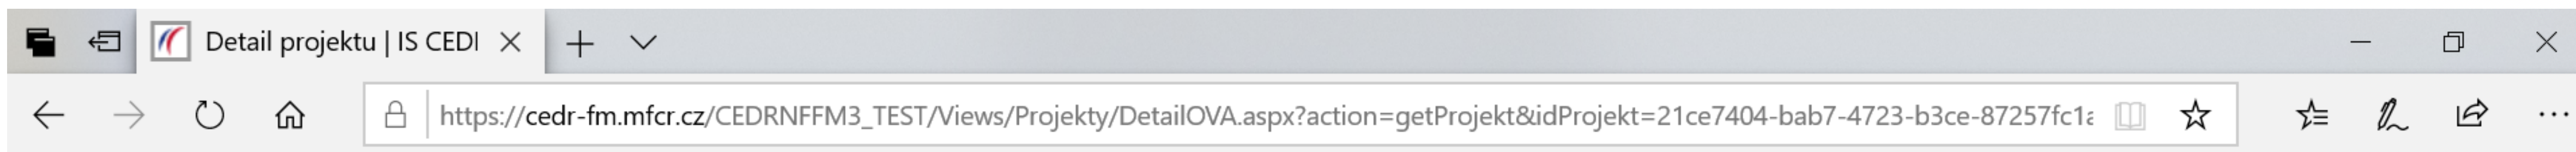 Detail projektu | IS CEDI
https://cedr-fm.mfcr.cz/CEDRNFFM3_TEST/Views/Projekty/DetailOVA.aspx?action=getProjekt&idProjekt=21ce7404-bab7-4723-b3ce-87257fc1a